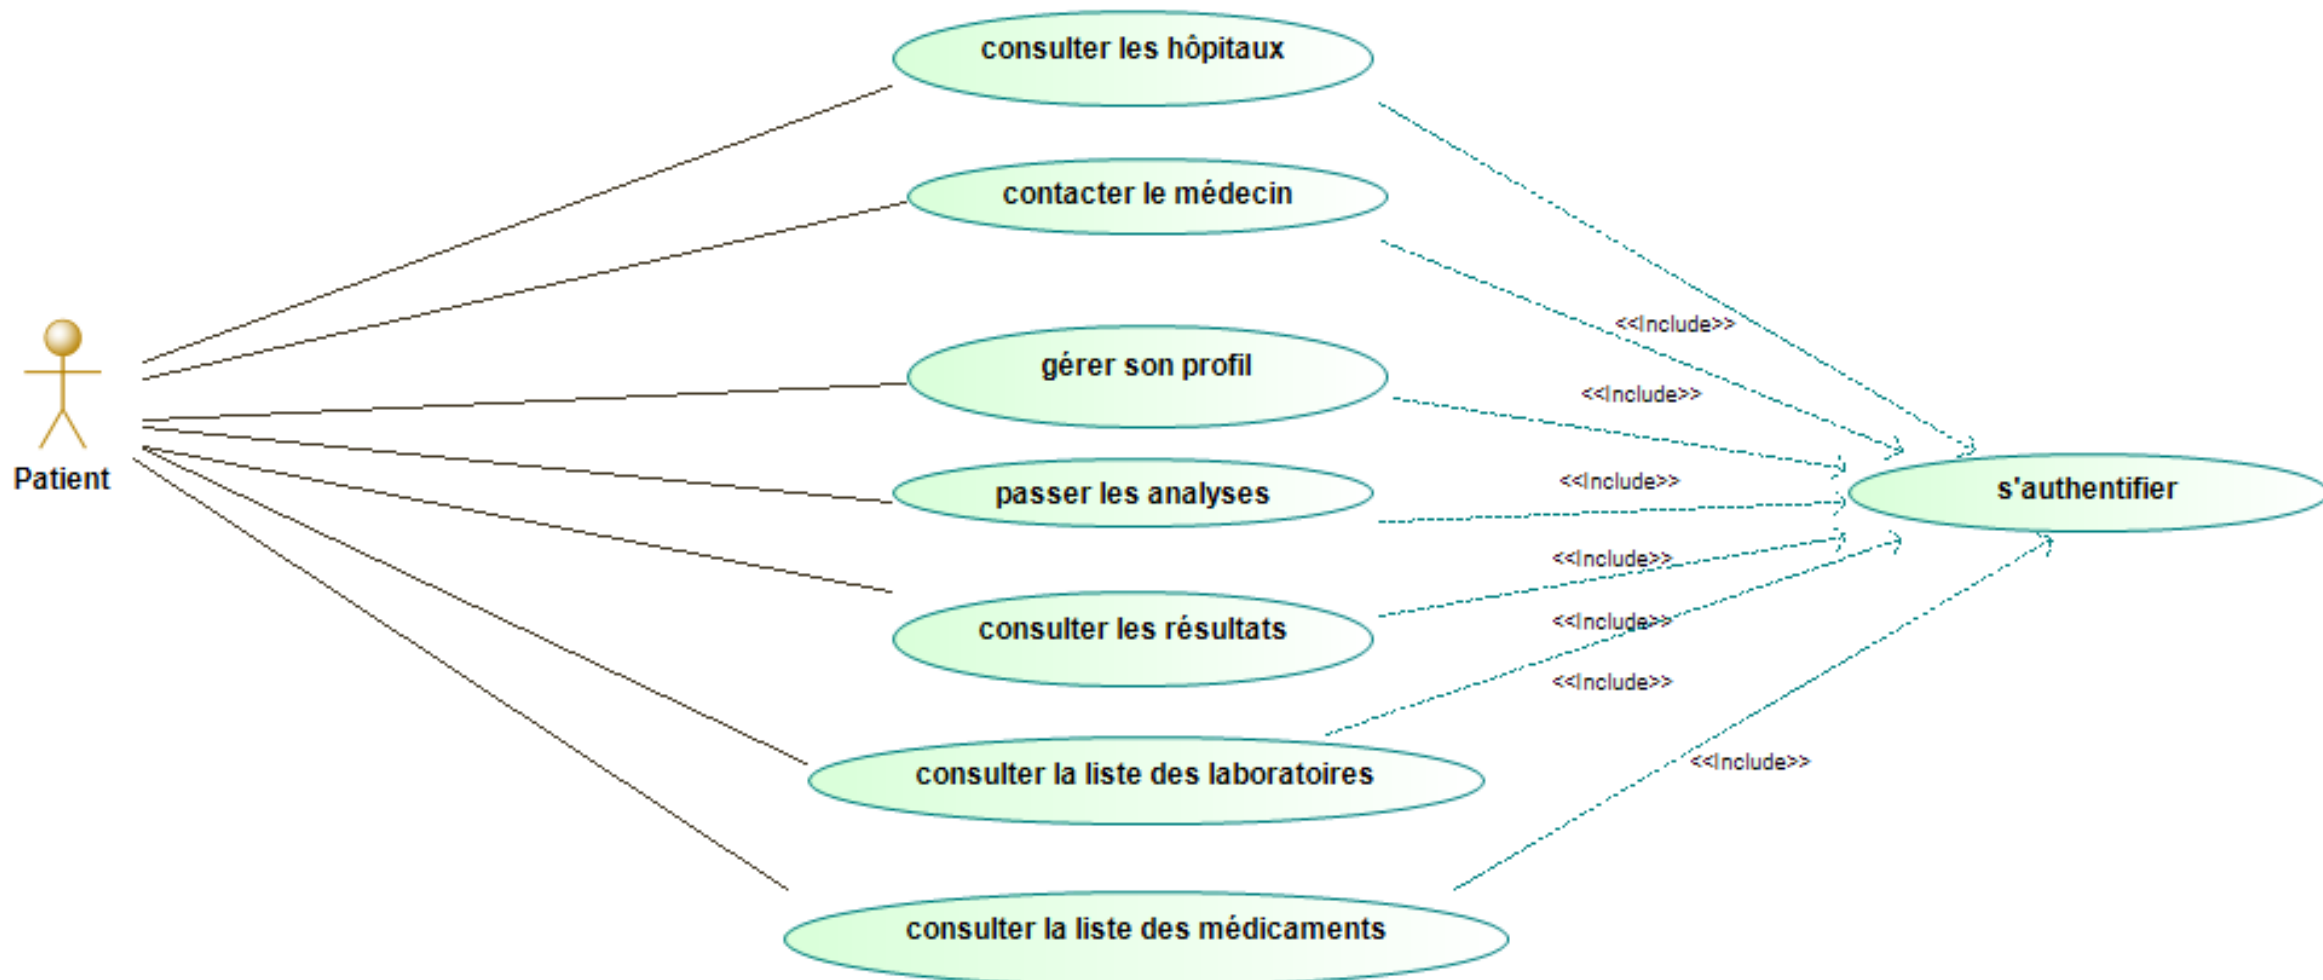 consulter les hôpitaux
contacter le médecin
<<Include>>
gérer son profil
<<Include>>
Patient
passer les analyses
<<Include>>
s'authentifier
<<Include>>
consulter les résultats
<<Include>>
<<Include>>
consulter la liste des laboratoires
<<Include>>
consulter la liste des médicaments